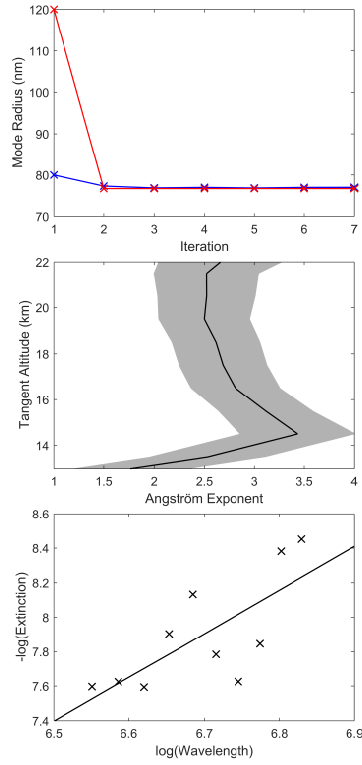 120
110
100
90
80
70
Mode Radius (nm)
1 2 3 4 5 6 7
Iteration
22
20
18
16
14
Tangent Altitude (km)
1 1.5 2 2.5 3 3.5 4
Angström Exponent
8.6
8.4
8.2
8
7.8
7.6
7.4
-log(Extinction)
6.5 6.6 6.7 6.8 6.9
log(Wavelength)